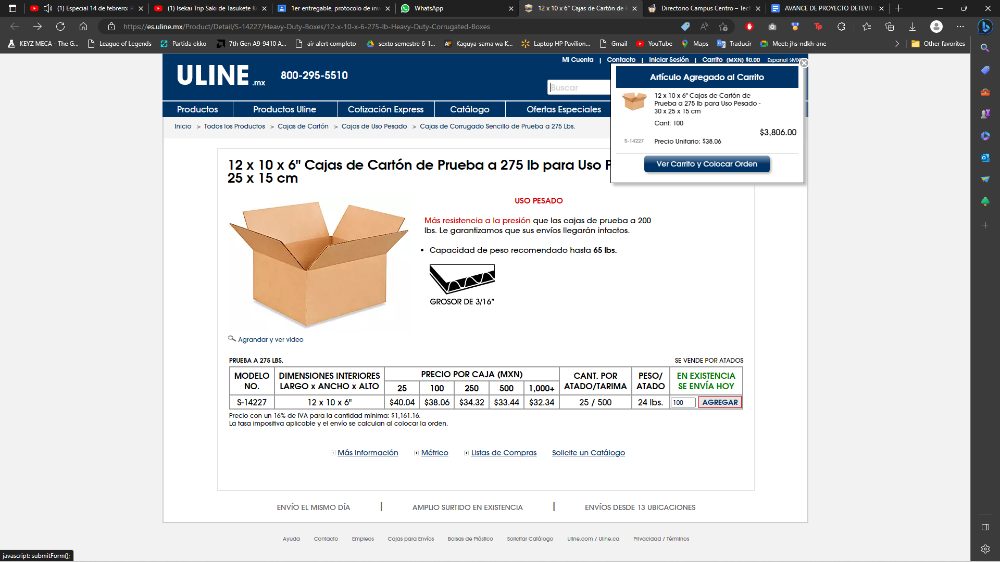 (1) Especial 14 de febrero: P
(1) Isekai Trip Saki de Tasukete K
1er entregable, protocolo de inv
WhatsApp
12 x 10 x 6" Cajas de Cartón de P
Directorio Campus Centro – Tec
AVANCE DE PROYECTO DETEVIT
https://es.uline.mx/Product/Detail/S-14227/Heavy-Duty-Boxes/12-x-10-x-6-275-lb-Heavy-Duty-Corrugated-Boxes
KEYZ MECA - The G...
League of Legends
Partida ekko
7th Gen A9-9410 A...
air alert completo
sexto semestre 6-1...
Kaguya-sama wa K...
Laptop HP Pavilion...
Gmail
YouTube
Maps
Traducir
Meet: jhs-ndkh-ane
Other favorites
Mi Cuenta | Contacto | Iniciar Sesión | Carrito (MXN) $0.00 Español $MX
ULINE.mx
800-295-5510
Buscar
Productos
Productos Uline
Cotización Express
Catálogo
Ofertas Especiales
Inicio > Todos los Productos > Cajas de Cartón > Cajas de Uso Pesado > Cajas de Corrugado Sencillo de Prueba a 275 Lbs.
Artículo Agregado al Carrito
12 x 10 x 6" Cajas de Cartón de
Prueba a 275 lb para Uso Pesado -
30 x 25 x 15 cm
Cant: 100
$3,806.00
S-14227
Precio Unitario: $38.06
Ver Carrito y Colocar Orden
12 x 10 x 6" Cajas de Cartón de Prueba a 275 lb para Uso P
25 x 15 cm
USO PESADO
Más resistencia a la presión que las cajas de prueba a 200
lbs. Le garantizamos que sus envíos llegarán intactos.
• Capacidad de peso recomendado hasta 65 lbs.
GROSOR DE 3/16”
Agrandar y ver video
PRUEBA A 275 LBS.
SE VENDE POR ATADOS
MODELO NO.
DIMENSIONES INTERIORES LARGO x ANCHO x ALTO
PRECIO POR CAJA (MXN)
25 100 250 500 1,000+
CANT. POR ATADO/TARIMA
PESO/ ATADO
EN EXISTENCIA SE ENVÍA HOY
S-14227 12 x 10 x 6" $40.04 $38.06 $34.32 $33.44 $32.34 25 / 500 24 lbs. 100 AGREGAR
Precio con un 16% de IVA para la cantidad mínima: $1,161.16.
La tasa impositiva aplicable y el envío se calculan al colocar la orden.
Más Información
Métrico
Listas de Compras
Solicite un Catálogo
ENVÍO EL MISMO DÍA | AMPLIO SURTIDO EN EXISTENCIA | ENVÍOS DESDE 13 UBICACIONES
Ayuda
Contacto
Empleos
Cajas para Envíos
Bolsas de Plástico
Solicitar Catálogo
Uline.com / Uline.ca
Privacidad / Términos
javascript: submitForm();